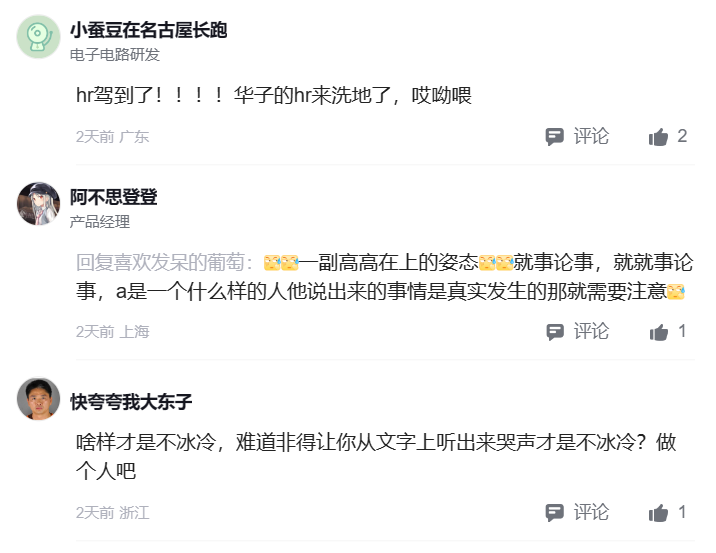 小蚕豆在名古屋长跑
电子电路研发
hr驾到了！！！！华子的hr来洗地了，哎呦喂
2天前 广东
评论
2
阿不思登登
产品经理
回复喜欢发呆的葡萄：一副高高在上的姿态就事论事，就就事论
事，a是一个什么样的人他说出来的事情是真实发生的那就需要注意
2天前 上海
评论
1
快夸夸我大东子
啥样才是不冰冷，难道非得让你从文字上听出来哭声才是不冰冷？做
个人吧
2天前 浙江
评论
1